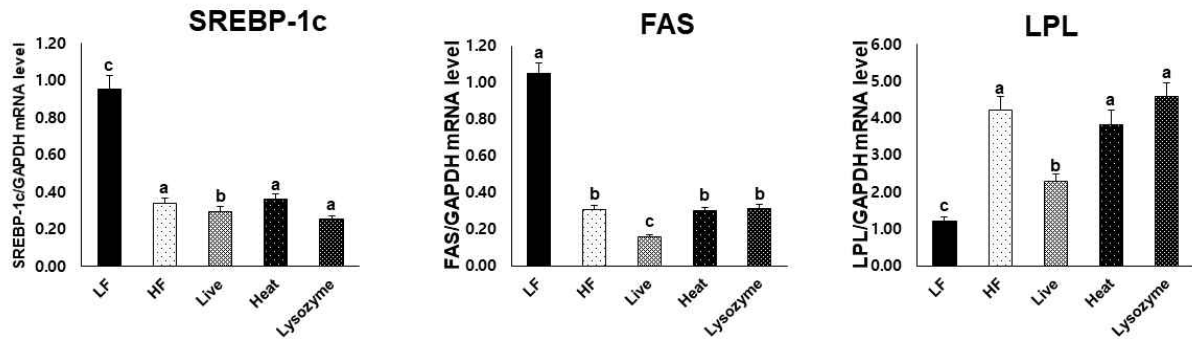 SREBP-1c
SREBP-1c/GAPDH mRNA level
1.20
1.00
0.80
0.60
0.40
0.20
0.00
c
a
b
a
a
LF
HF
Live
Heat
Lysozyme
FAS
FAS/GAPDH mRNA level
1.20
1.00
0.80
0.60
0.40
0.20
0.00
a
b
c
b
b
LF
HF
Live
Heat
Lysozyme
LPL
LPL/GAPDH mRNA level
6.00
5.00
4.00
3.00
2.00
1.00
0.00
c
a
b
a
a
LF
HF
Live
Heat
Lysozyme